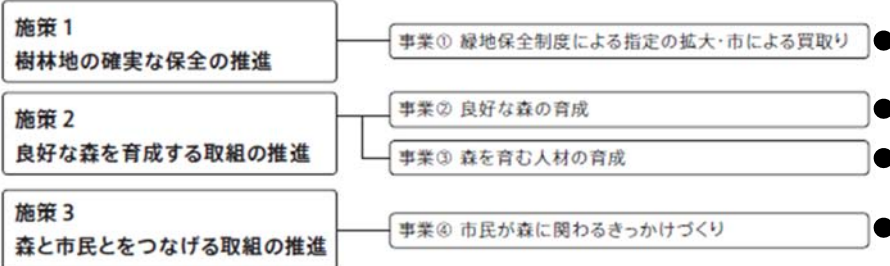 施策 1
樹林地の確実な保全の推進
事業① 緑地保全制度による指定の拡大･市による買取り
施策 2
良好な森を育成する取組の推進
事業② 良好な森の育成
事業③ 森を育む人材の育成
施策 3
森と市民とをつなげる取組の推進
事業④ 市民が森に関わるきっかけづくり